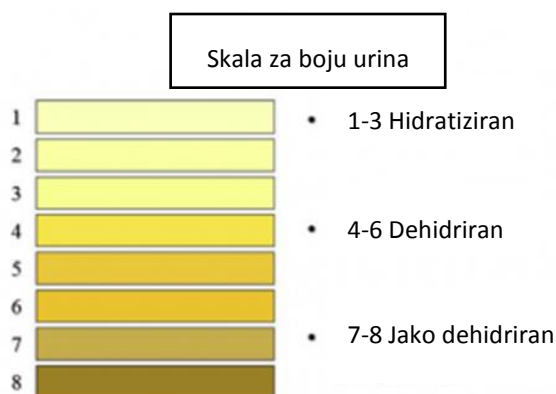 Skala za boju urina
1
• 1-3 Hidratiziran
2
3
4
• 4-6 Dehidriran
5
6
7
• 7-8 Jako dehidriran
8